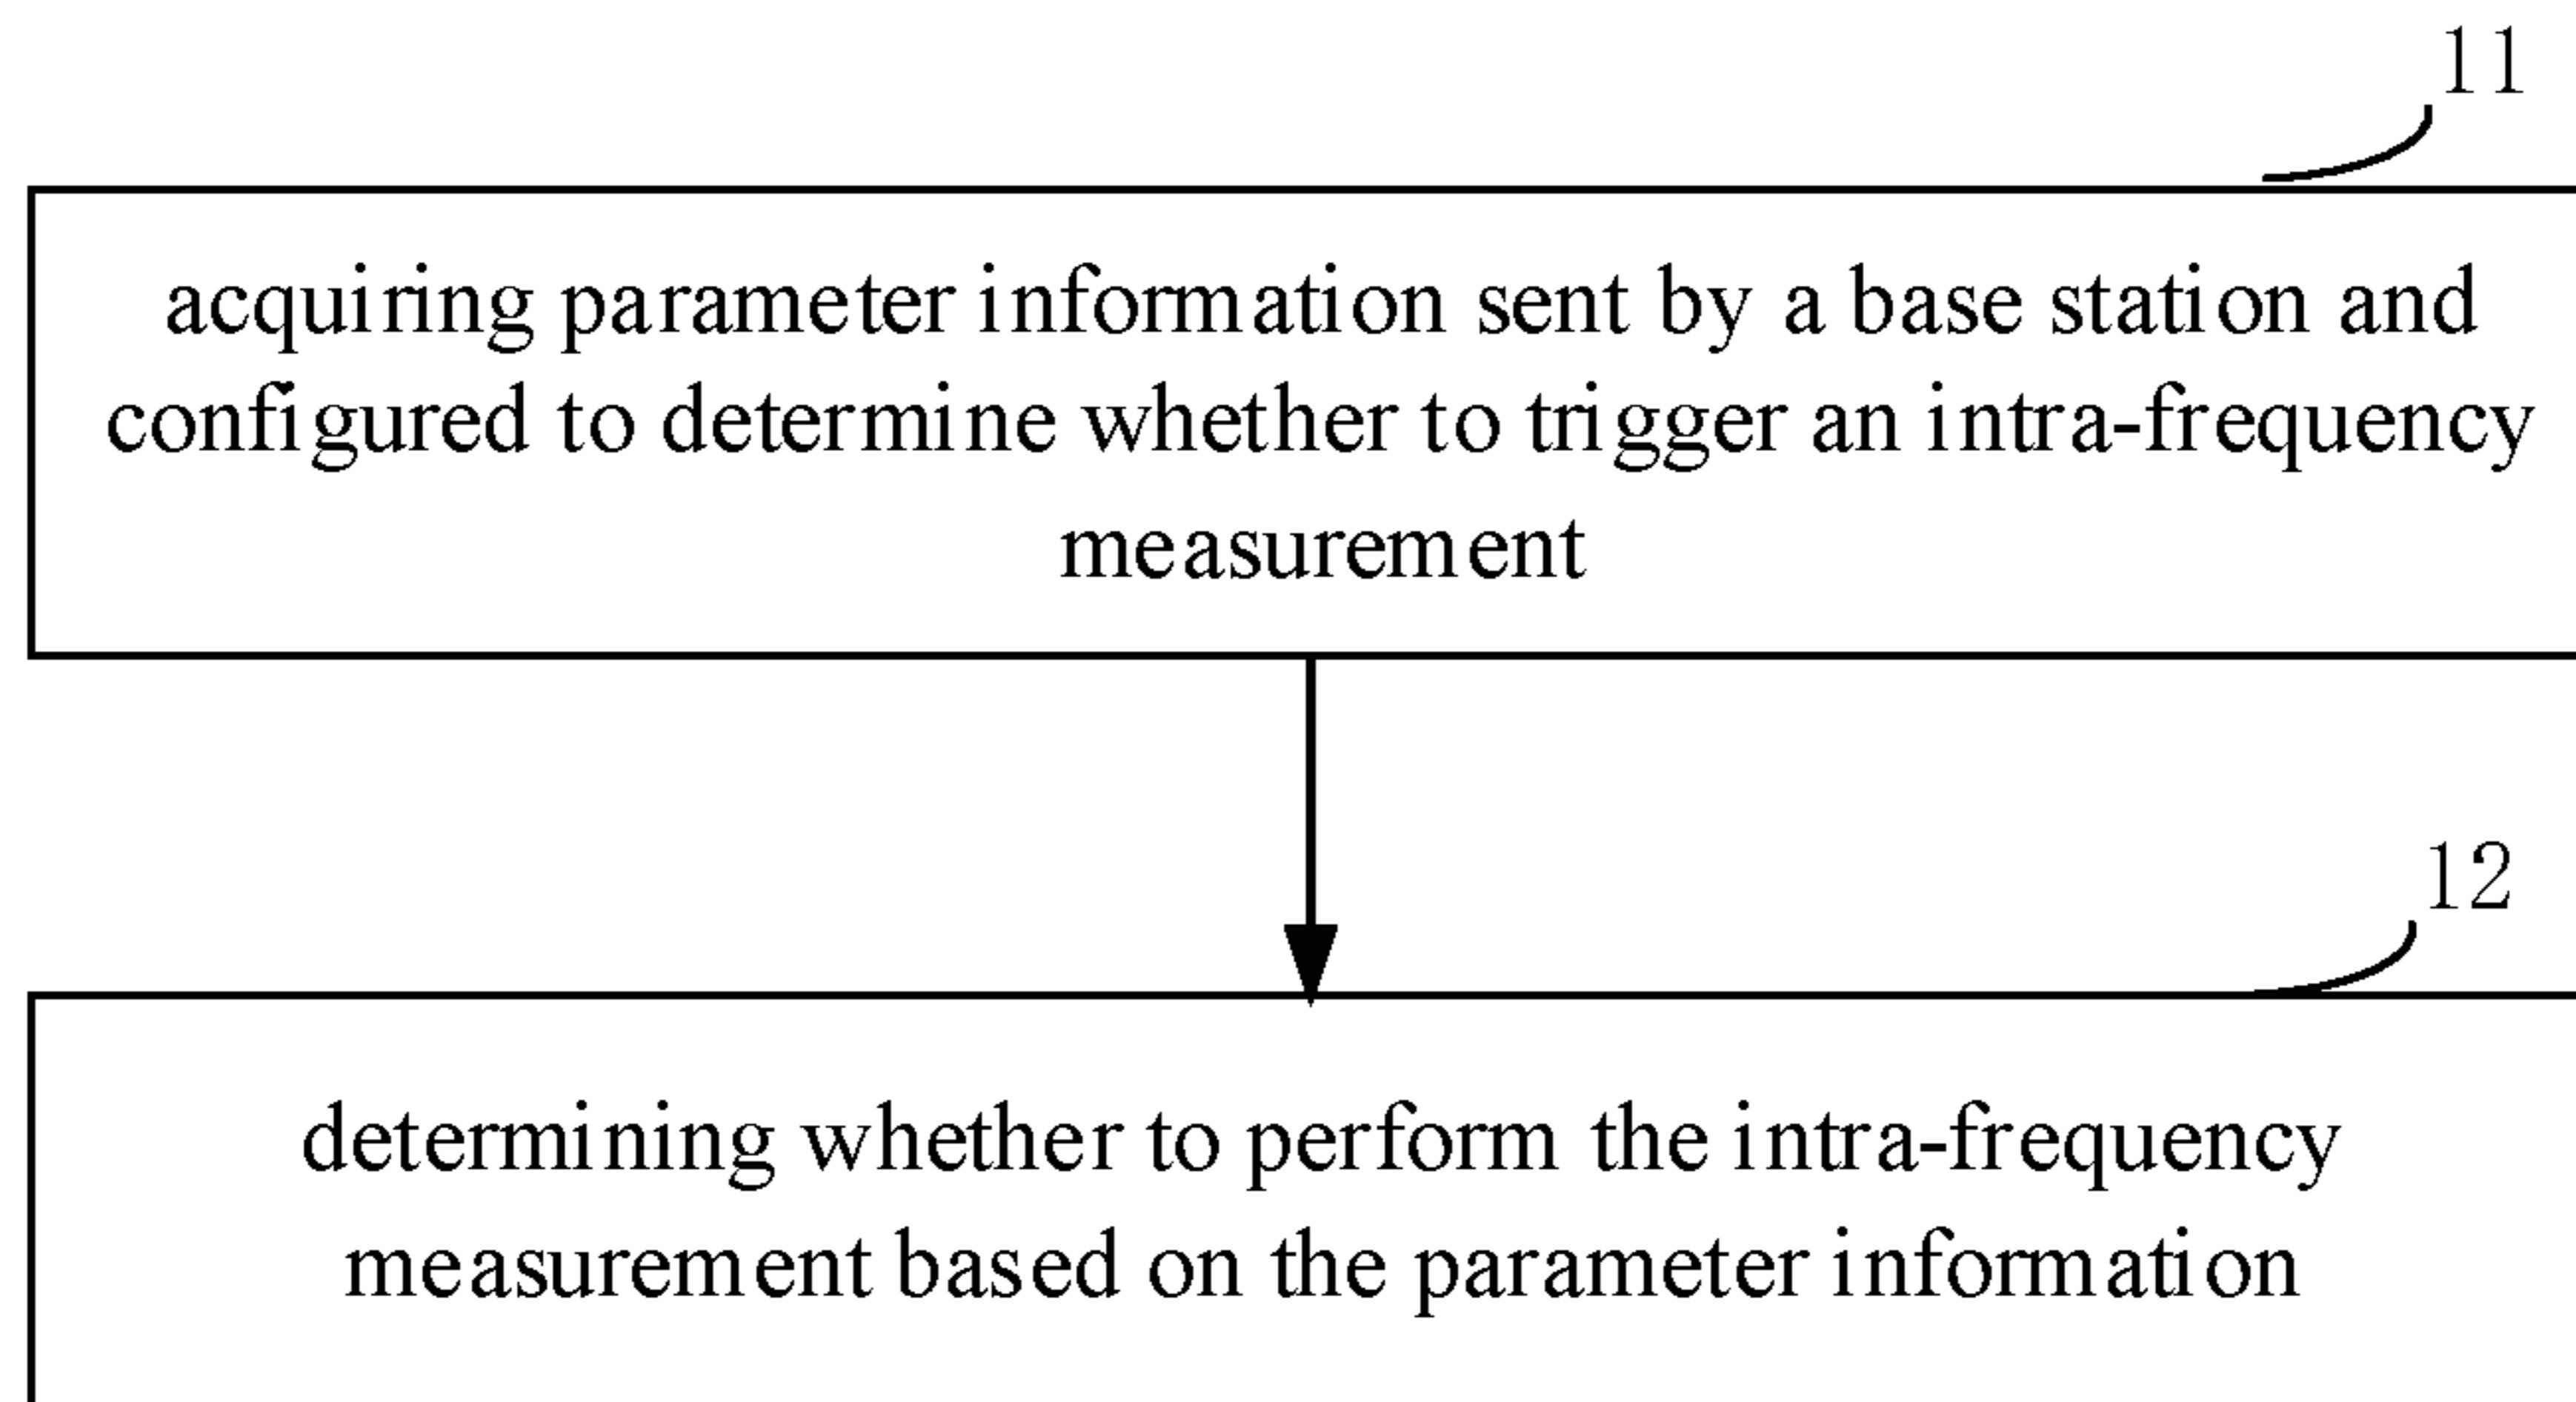 11
acquiring parameter information sent by a base station and
configured to determine whether to trigger an intra-frequency
measurement
12
determining whether to perform the intra-frequency
measurement based on the parameter information